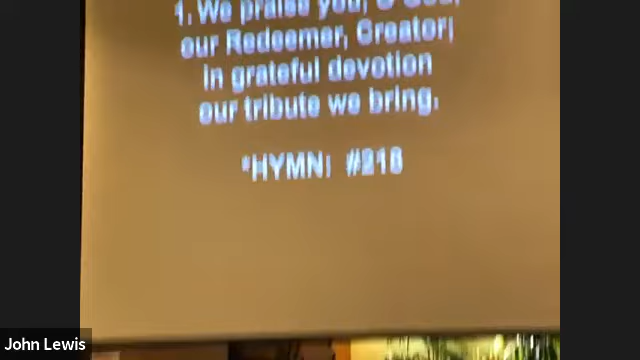 1. We praise you, O God,
our Redeemer, Creator;
in grateful devotion
our tribute we bring.
*HYMN: #218
John Lewis